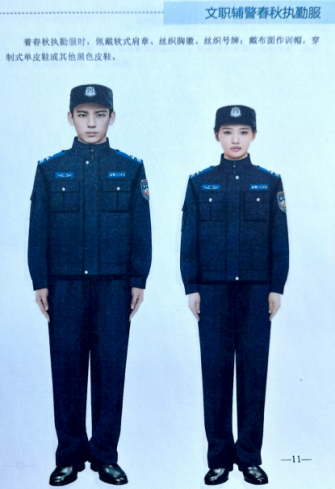 文职辅警春秋执勤服
着春秋执勤服时，佩戴软式肩章、丝织胸徽、丝织号牌；戴布面作训帽，穿
制式单皮鞋或其他黑色皮鞋。
—11—